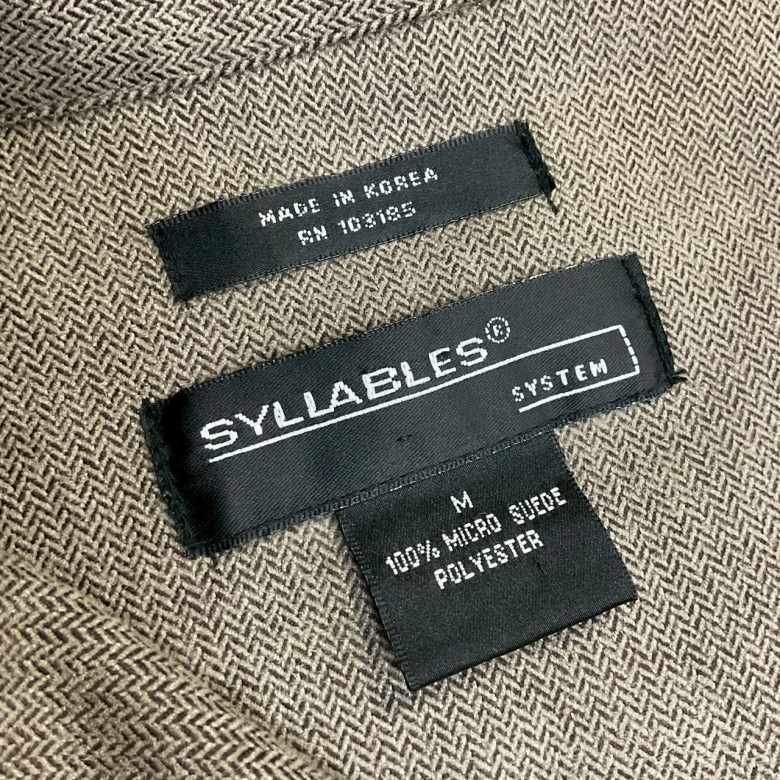 MADE IN KOREA
RN 103185
SYLLABLES®
SYSTEM
M
100% MICRO SUEDE
POLYESTER